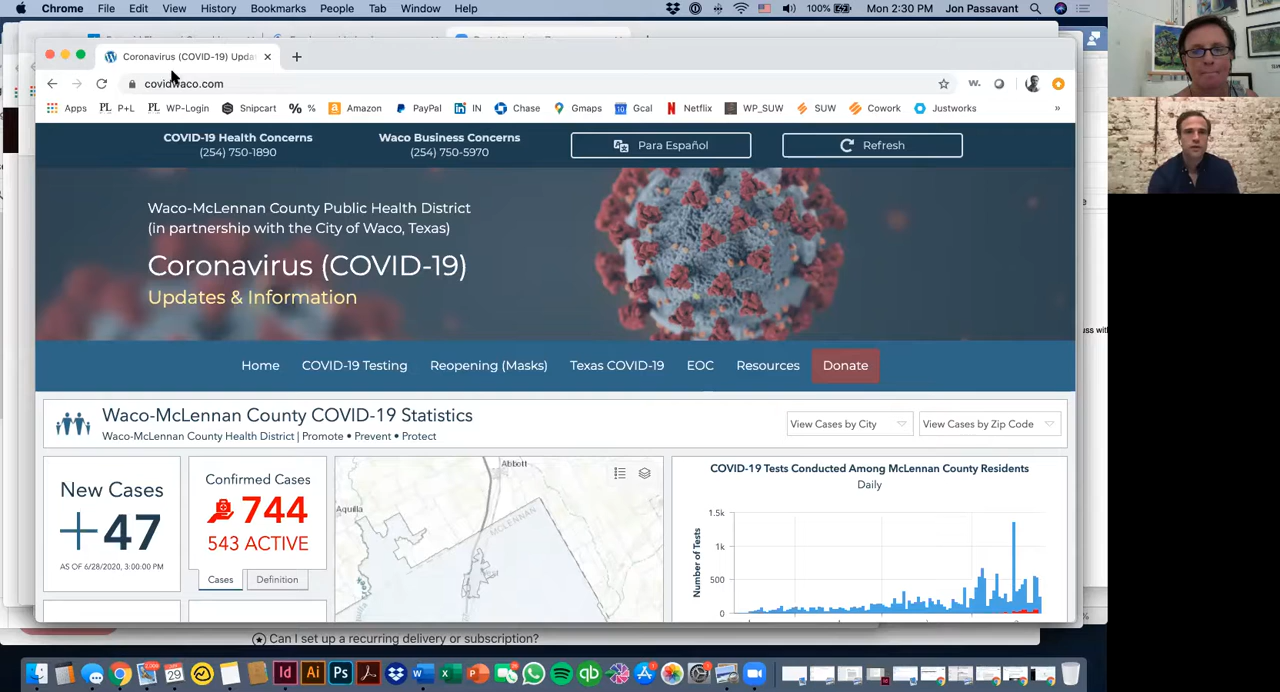 Chrome File Edit View History Bookmarks People Tab Window Help 100% Mon 2:30 PM Jon Passavant
Coronavirus (COVID-19) Upda
covidwaco.com
Apps P+L WP-Login Snipcart % Amazon PayPal IN Chase Gmaps Gcal Netflix WP_SUW SUW Cowork Justworks »
COVID-19 Health Concerns
(254) 750-1890
Waco Business Concerns
(254) 750-5970
Para Español
Refresh
Waco-McLennan County Public Health District
(in partnership with the City of Waco, Texas)
Coronavirus (COVID-19)
Updates & Information
Home COVID-19 Testing Reopening (Masks) Texas COVID-19 EOC Resources Donate
Waco-McLennan County COVID-19 Statistics
Waco-McLennan County Health District | Promote • Prevent • Protect
View Cases by City
View Cases by Zip Code
New Cases
+47
AS OF 6/28/2020, 3:00:00 PM
Confirmed Cases
744
543 ACTIVE
Cases Definition
Abbott
Aquilla
MCLENNAN
COVID-19 Tests Conducted Among McLennan County Residents
Daily
Number of Tests
1.5k
1k
500
0
Can I set up a recurring delivery or subscription?